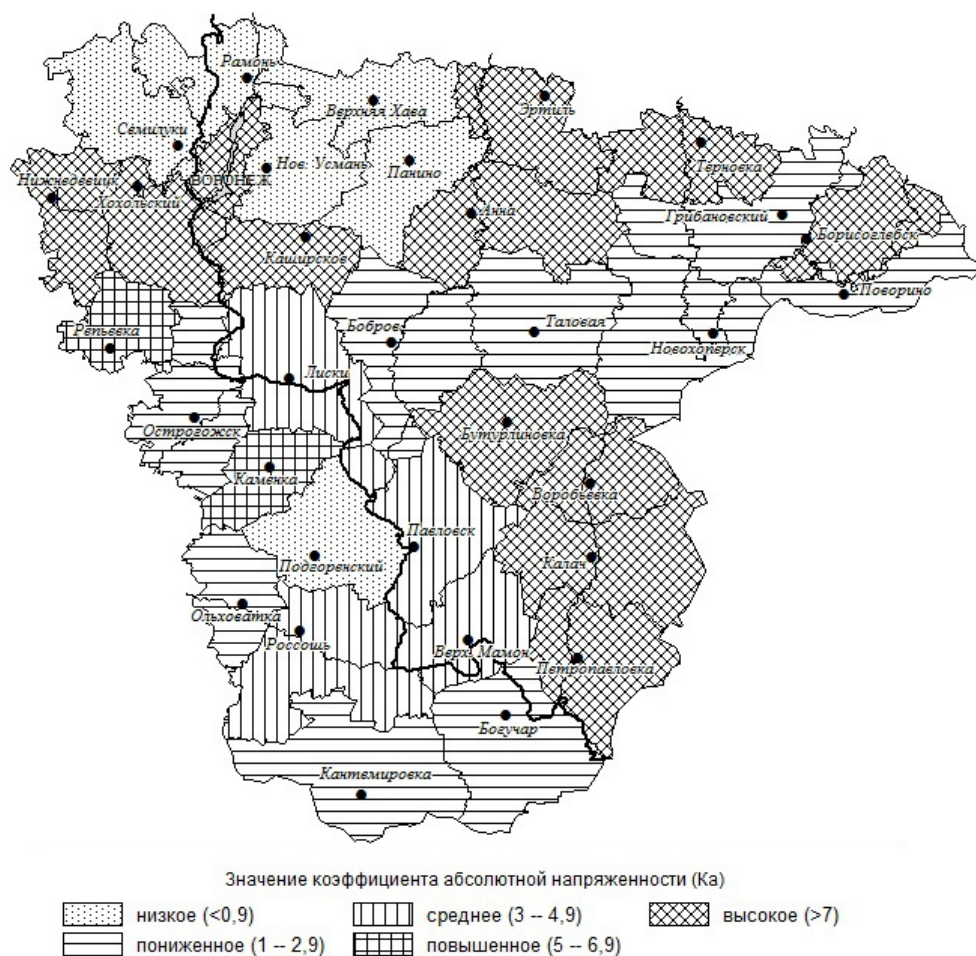 Рамонь
Верхняя Хава
Эртиль
Семилуки
Терновка
Нов. Усмань
Панино
Нижнедевицк
ВОРОНЕЖ
Хохольский
Анна
Грибановский
Борисоглебск
Каширское
Поворино
Репьевка
Бобров
Таловая
Новохоперск
Лиски
Острогожск
Бутурлиновка
Каменка
Воробьевка
Павловск
Подгоренский
Калач
Ольховатка
Россошь
Верх. Мамон
Петропавловка
Богучар
Кантемировка
Значение коэффициента абсолютной напряженности (Ка)
низкое (<0,9) среднее (3 -- 4,9) высокое (>7)
пониженное (1 -- 2,9) повышенное (5 -- 6,9)